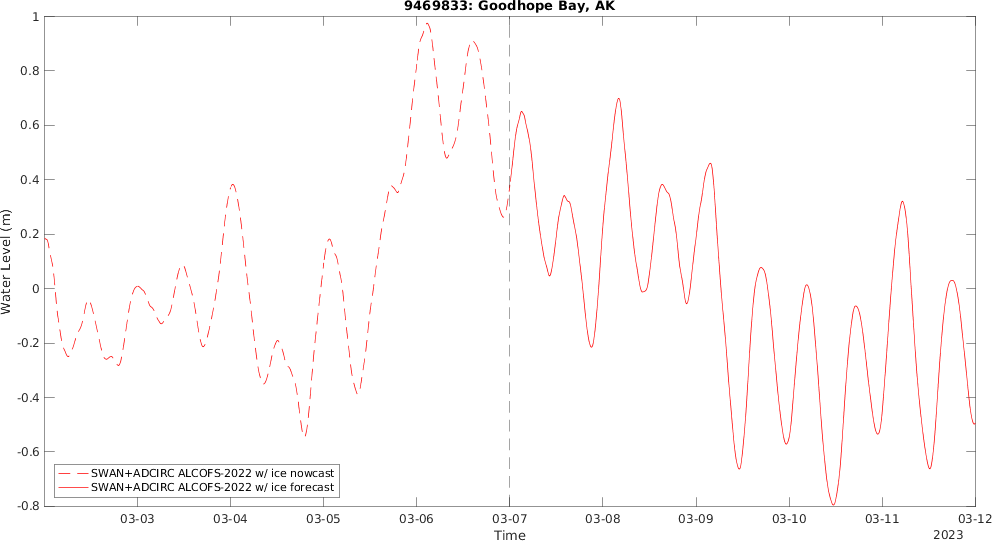 9469833: Goodhope Bay, AK
Water Level (m)
1
0.8
0.6
0.4
0.2
0
-0.2
-0.4
-0.6
-0.8
SWAN+ADCIRC ALCOFS-2022 w/ ice nowcast
SWAN+ADCIRC ALCOFS-2022 w/ ice forecast
03-03 03-04 03-05 03-06 03-07 03-08 03-09 03-10 03-11 03-12
Time
2023